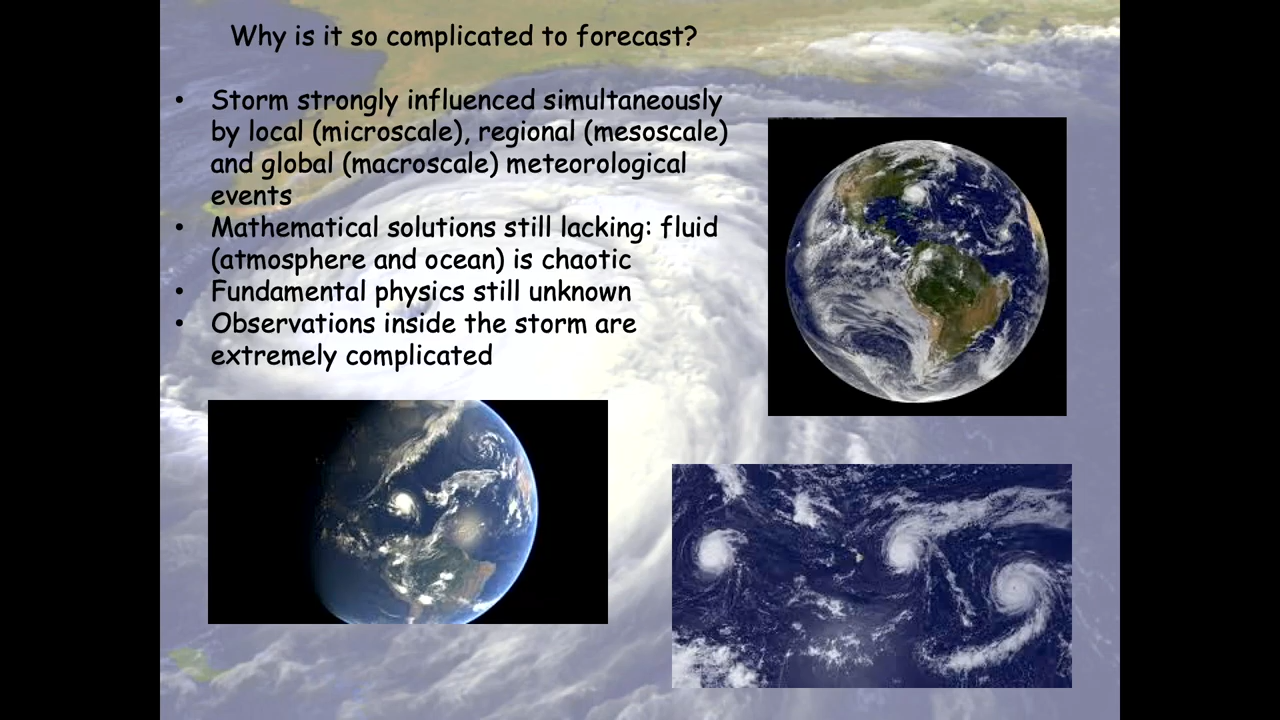 Why is it so complicated to forecast?
• Storm strongly influenced simultaneously
by local (microscale), regional (mesoscale)
and global (macroscale) meteorological
events
• Mathematical solutions still lacking: fluid
(atmosphere and ocean) is chaotic
• Fundamental physics still unknown
• Observations inside the storm are
extremely complicated